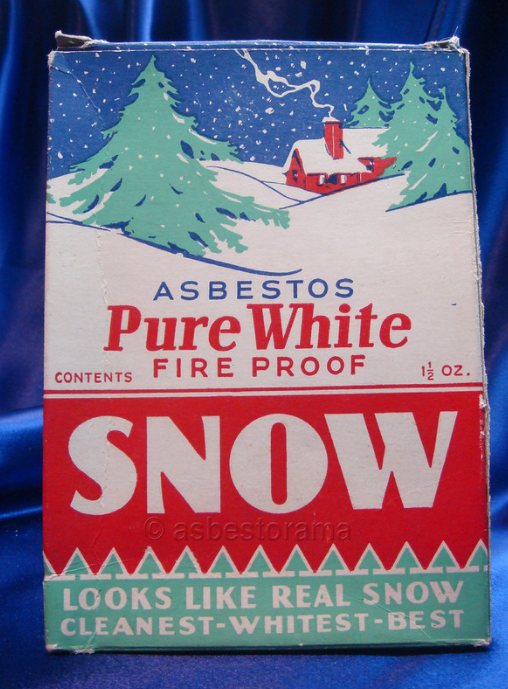 ASBESTOS
Pure White
FIRE PROOF
CONTENTS 1½ OZ.
SNOW
© asbestorama
LOOKS LIKE REAL SNOW
CLEANEST-WHITEST-BEST